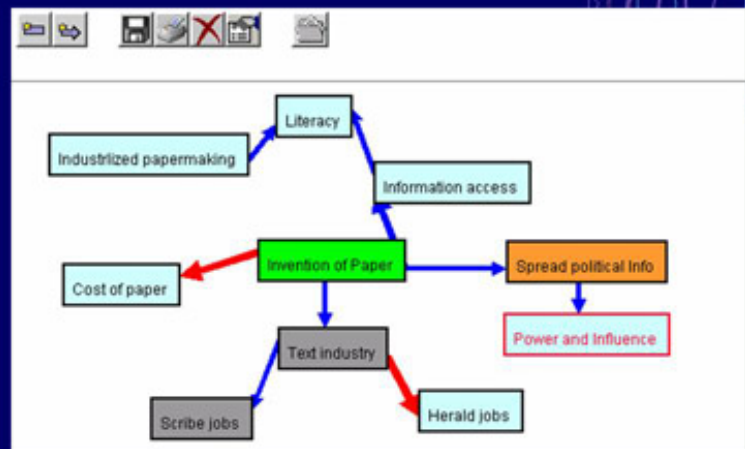 Literacy
Industrlized papermaking
Information access
Invention of Paper
Spread political Info
Cost of paper
Power and Influence
Text industry
Scribe jobs
Herald jobs